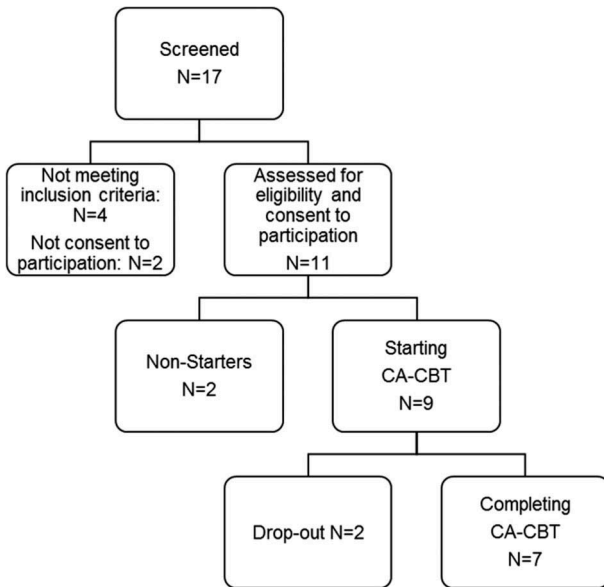 Screened
N=17
Not meeting
inclusion criteria:
N=4
Not consent to
participation: N=2
Assessed for
eligibility and
consent to
participation
N=11
Non-Starters
N=2
Starting
CA-CBT
N=9
Drop-out N=2
Completing
CA-CBT
N=7